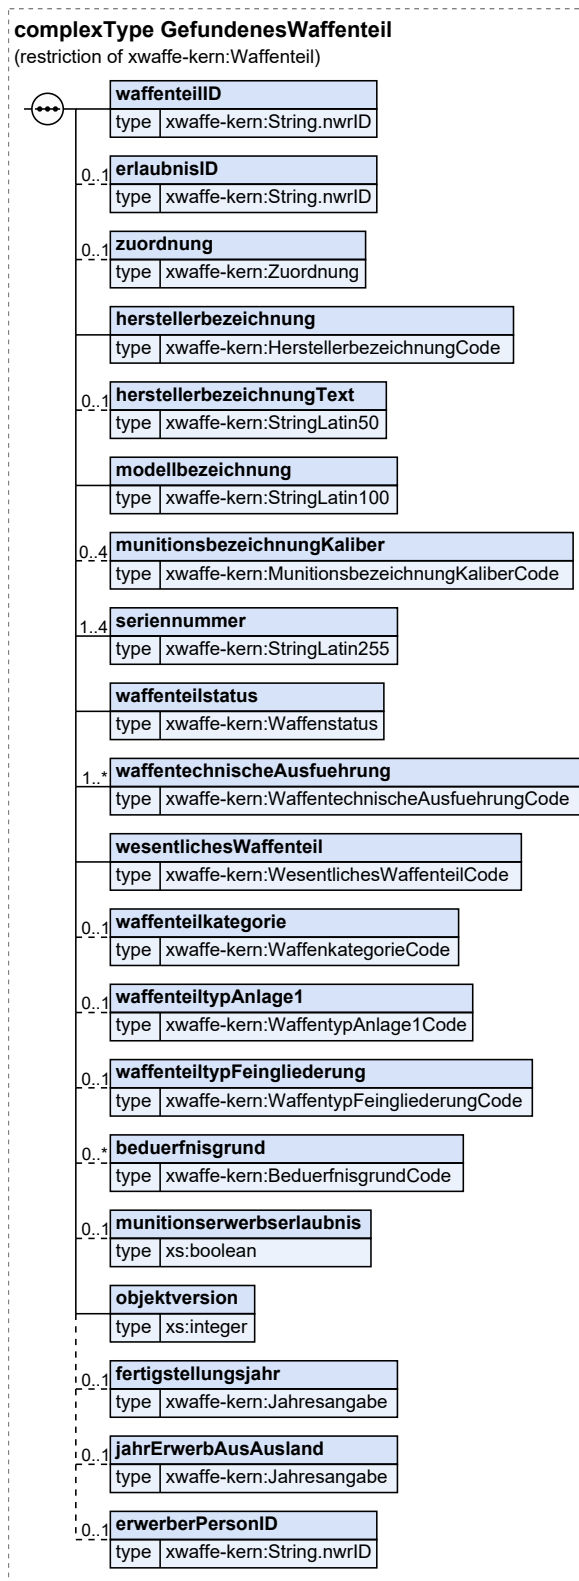 complexType GefundenesWaffenteil
(restriction of xwaffe-kern:Waffenteil)
waffenteilID
type xwaffe-kern:String.nwrID
0..1 erlaubnisID
type xwaffe-kern:String.nwrID
0..1 zuordnung
type xwaffe-kern:Zuordnung
herstellerbezeichnung
type xwaffe-kern:HerstellerbezeichnungCode
0..1 herstellerbezeichnungText
type xwaffe-kern:StringLatin50
modellbezeichnung
type xwaffe-kern:StringLatin100
0..4 munitionsbezeichnungKaliber
type xwaffe-kern:MunitionsbezeichnungKaliberCode
1..4 seriennummer
type xwaffe-kern:StringLatin255
waffenteilstatus
type xwaffe-kern:Waffenstatus
1..* waffentechnischeAusfuehrung
type xwaffe-kern:WaffentechnischeAusfuehrungCode
wesentlichesWaffenteil
type xwaffe-kern:WesentlichesWaffenteilCode
0..1 waffenteilkategorie
type xwaffe-kern:WaffenkategorieCode
0..1 waffenteiltypAnlage1
type xwaffe-kern:WaffentypAnlage1Code
0..1 waffenteiltypFeingliederung
type xwaffe-kern:WaffentypFeingliederungCode
0..* beduerfnisgrund
type xwaffe-kern:BeduerfnisgrundCode
0..1 munitionserwerbserlaubnis
type xs:boolean
objektversion
type xs:integer
0..1 fertigstellungsjahr
type xwaffe-kern:Jahresangabe
0..1 jahrErwerbAusAusland
type xwaffe-kern:Jahresangabe
0..1 erwerberPersonID
type xwaffe-kern:String.nwrID